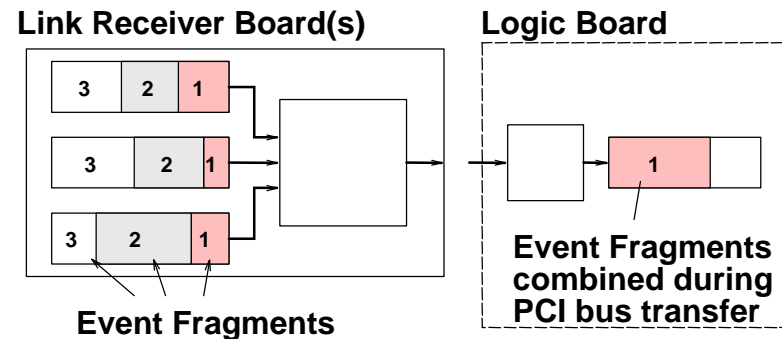 Link Receiver Board(s)
Logic Board
3 2 1
3 2 1
3 2 1
1
Event Fragments
combined during
PCI bus transfer
Event Fragments